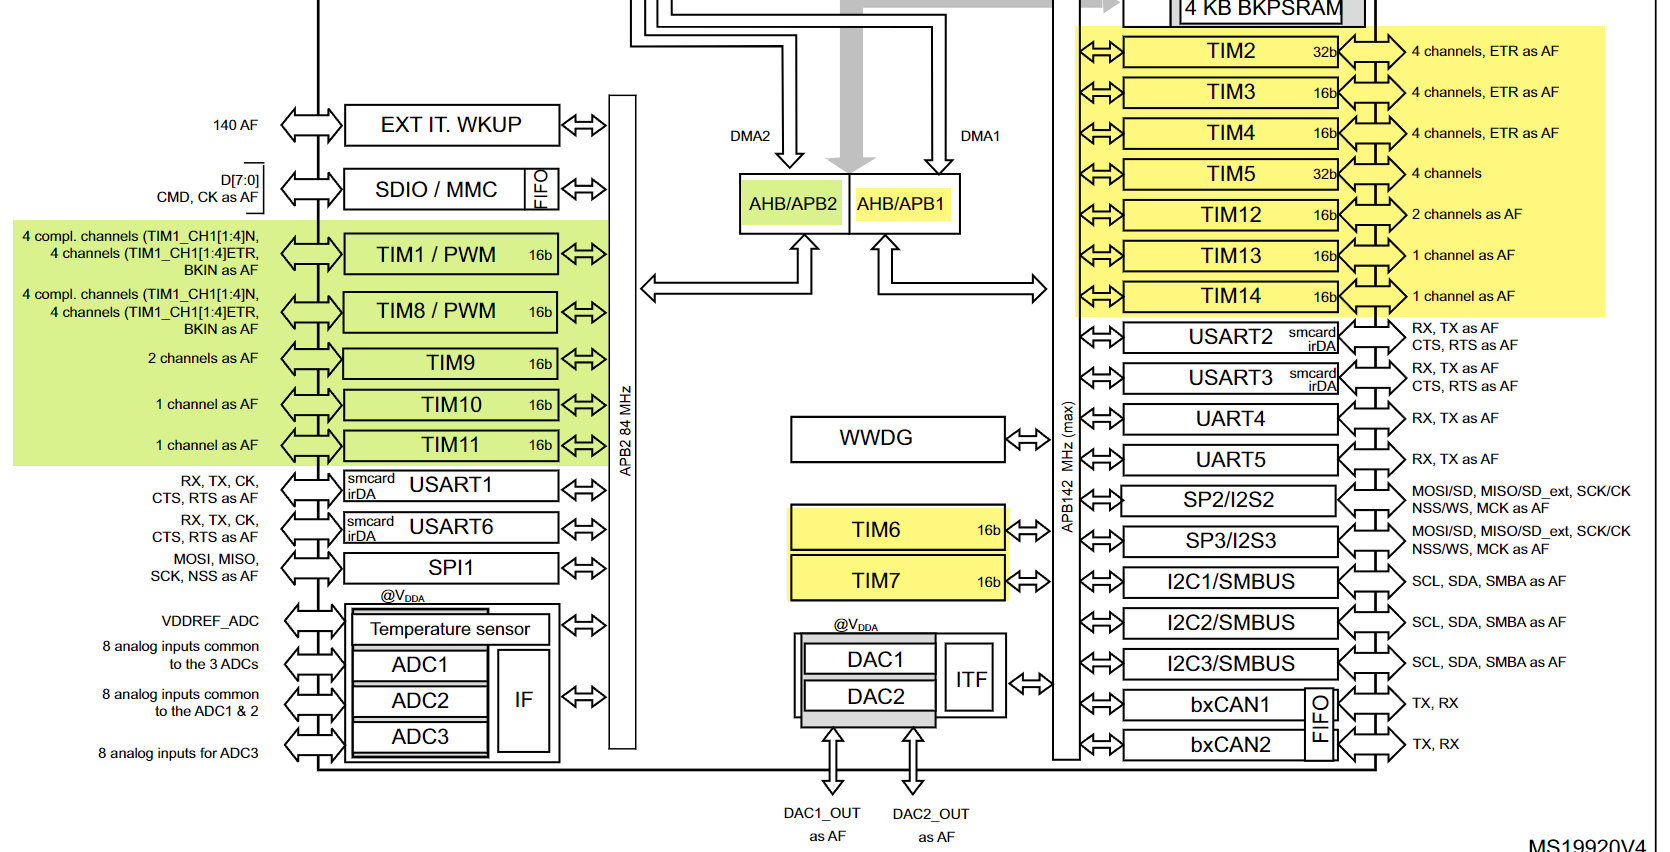 4 KB BKPSRAM
140 AF
EXT IT. WKUP
D[7:0]
CMD, CK as AF
SDIO / MMC
FIFO
4 compl. channels (TIM1_CH1[1:4]N,
4 channels (TIM1_CH1[1:4]ETR,
BKIN as AF
TIM1 / PWM 16b
4 compl. channels (TIM1_CH1[1:4]N,
4 channels (TIM1_CH1[1:4]ETR,
BKIN as AF
TIM8 / PWM 16b
2 channels as AF
TIM9 16b
1 channel as AF
TIM10 16b
1 channel as AF
TIM11 16b
RX, TX, CK,
CTS, RTS as AF
smcard
irDA
USART1
RX, TX, CK,
CTS, RTS as AF
smcard
irDA
USART6
MOSI, MISO,
SCK, NSS as AF
SPI1
@VDDA
VDDREF_ADC
Temperature sensor
8 analog inputs common
to the 3 ADCs
ADC1
8 analog inputs common
to the ADC1 & 2
ADC2
8 analog inputs for ADC3
ADC3
IF
APB2 84 MHz
DMA2
DMA1
AHB/APB2
AHB/APB1
WWDG
TIM6 16b
TIM7 16b
@VDDA
DAC1
DAC2
ITF
DAC1_OUT
as AF
DAC2_OUT
as AF
APB142 MHz (max)
TIM2 32b
4 channels, ETR as AF
TIM3 16b
4 channels, ETR as AF
TIM4 16b
4 channels, ETR as AF
TIM5 32b
4 channels
TIM12 16b
2 channels as AF
TIM13 16b
1 channel as AF
TIM14 16b
1 channel as AF
USART2
smcard
irDA
RX, TX as AF
CTS, RTS as AF
USART3
smcard
irDA
RX, TX as AF
CTS, RTS as AF
UART4
RX, TX as AF
UART5
RX, TX as AF
SP2/I2S2
MOSI/SD, MISO/SD_ext, SCK/CK
NSS/WS, MCK as AF
SP3/I2S3
MOSI/SD, MISO/SD_ext, SCK/CK
NSS/WS, MCK as AF
I2C1/SMBUS
SCL, SDA, SMBA as AF
I2C2/SMBUS
SCL, SDA, SMBA as AF
I2C3/SMBUS
SCL, SDA, SMBA as AF
bxCAN1
TX, RX
bxCAN2
TX, RX
FIFO
MS19920V4